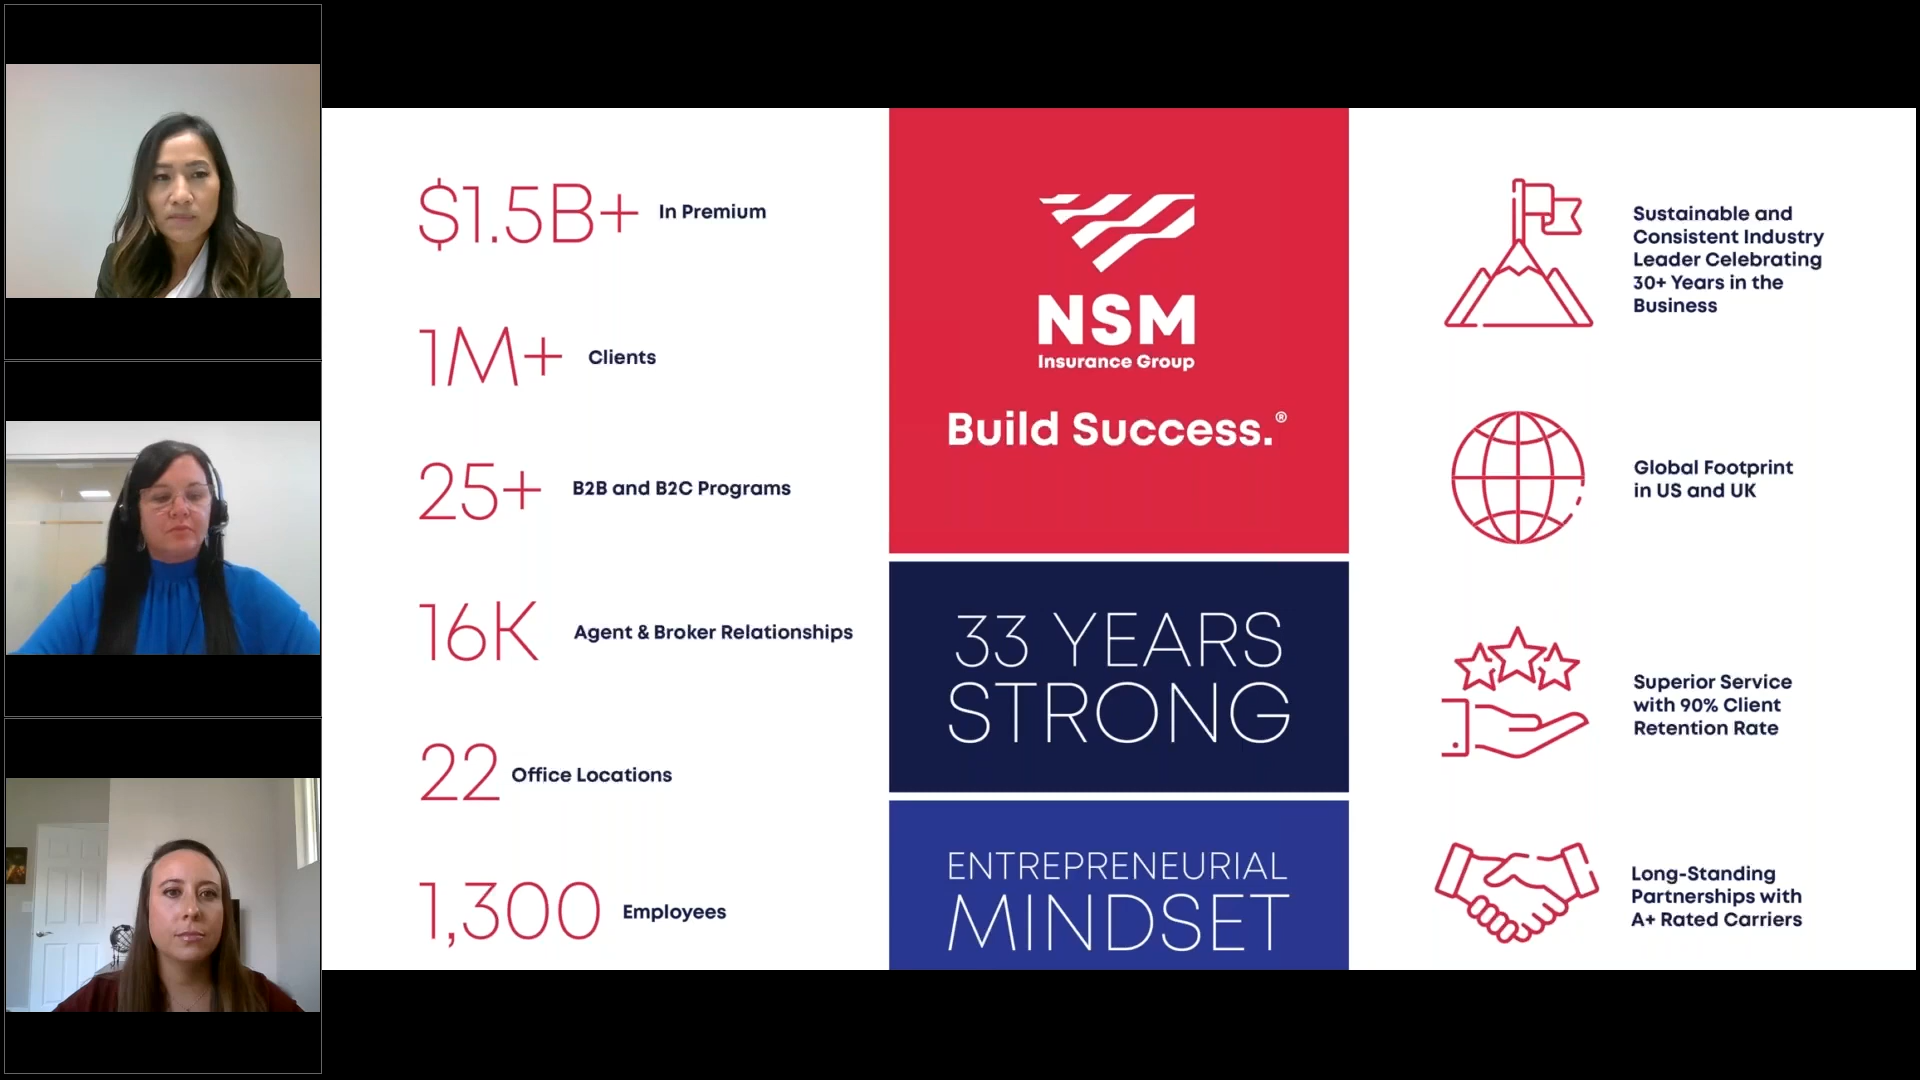 $1.5B+ In Premium
1M+ Clients
25+ B2B and B2C Programs
16K Agent & Broker Relationships
22 Office Locations
1,300 Employees
NSM
Insurance Group
Build Success.®
33 YEARS
STRONG
ENTREPRENEURIAL
MINDSET
Sustainable and
Consistent Industry
Leader Celebrating
30+ Years in the
Business
Global Footprint
in US and UK
Superior Service
with 90% Client
Retention Rate
Long-Standing
Partnerships with
A+ Rated Carriers